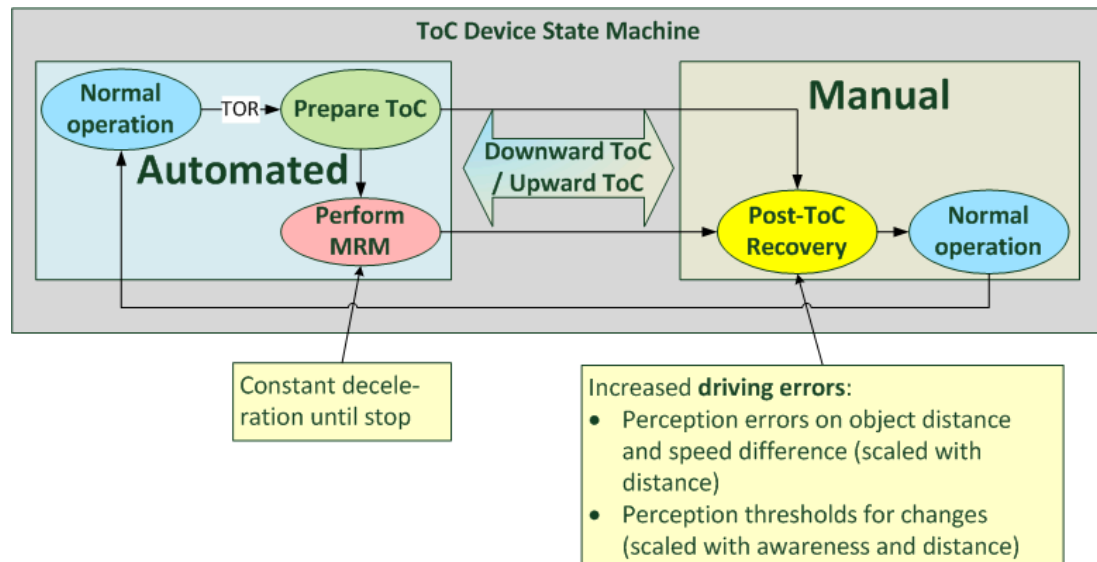 ToC Device State Machine
Normal
operation
TOR
Prepare ToC
Automated
Perform
MRM
Downward ToC
/ Upward ToC
Manual
Post-ToC
Recovery
Normal
operation
Constant decele-
ration until stop
Increased driving errors:
• Perception errors on object distance
and speed difference (scaled with
distance)
• Perception thresholds for changes
(scaled with awareness and distance)